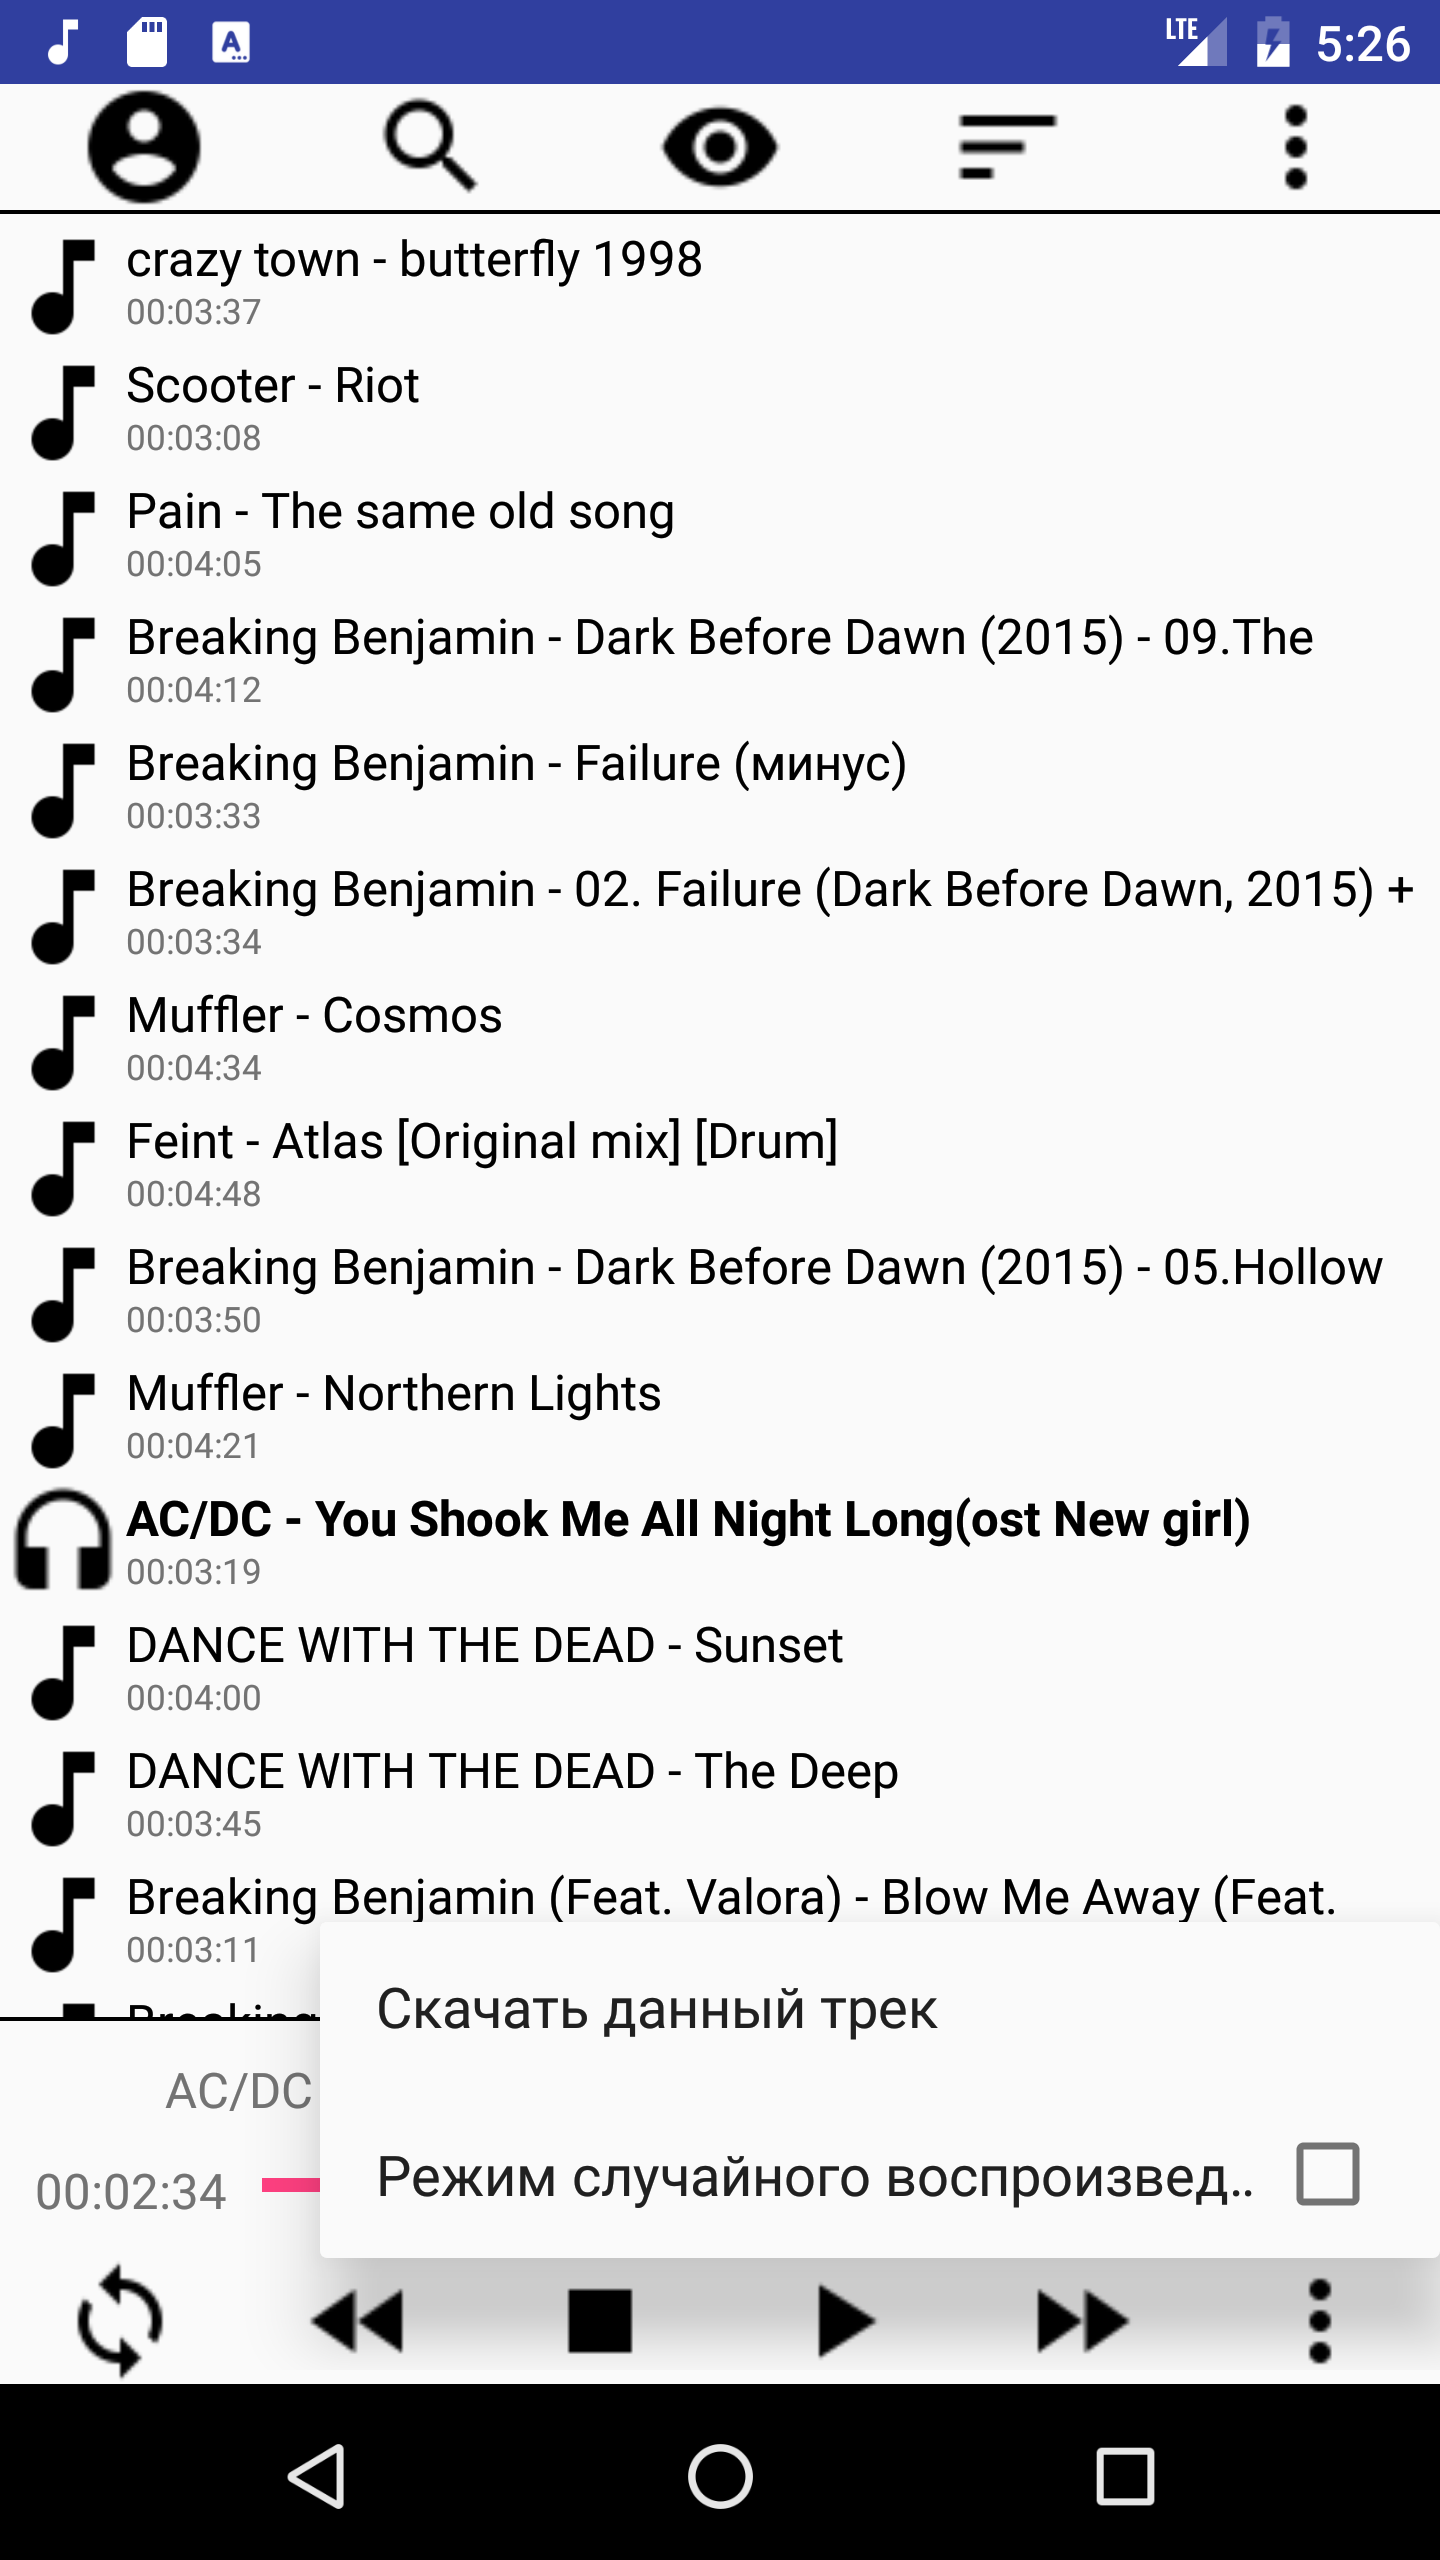 LTE 5:26
crazy town - butterfly 1998
00:03:37
Scooter - Riot
00:03:08
Pain - The same old song
00:04:05
Breaking Benjamin - Dark Before Dawn (2015) - 09.The
00:04:12
Breaking Benjamin - Failure (минус)
00:03:33
Breaking Benjamin - 02. Failure (Dark Before Dawn, 2015) +
00:03:34
Muffler - Cosmos
00:04:34
Feint - Atlas [Original mix] [Drum]
00:04:48
Breaking Benjamin - Dark Before Dawn (2015) - 05.Hollow
00:03:50
Muffler - Northern Lights
00:04:21
AC/DC - You Shook Me All Night Long(ost New girl)
00:03:19
DANCE WITH THE DEAD - Sunset
00:04:00
DANCE WITH THE DEAD - The Deep
00:03:45
Breaking Benjamin (Feat. Valora) - Blow Me Away (Feat.
00:03:11
Breaking
Скачать данный трек
AC/DC
Режим случайного воспроизвед..
00:02:34